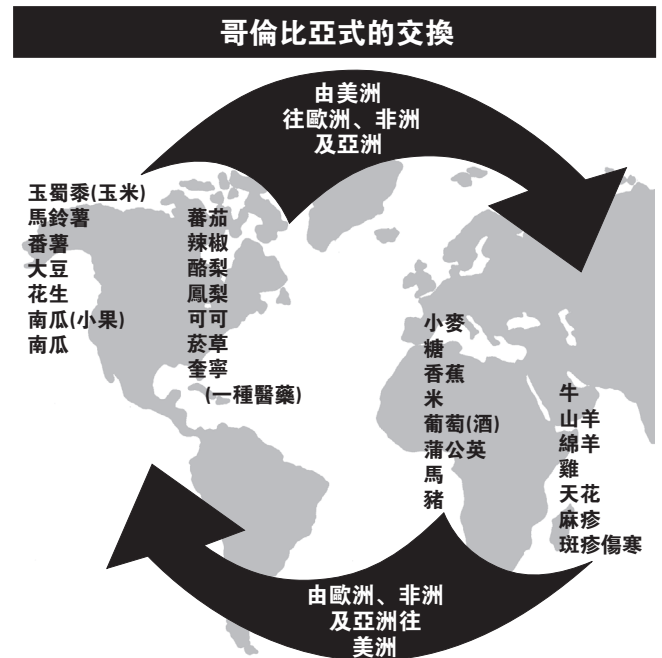 哥倫比亞式的交換
由美洲
往歐洲、非洲
及亞洲
玉蜀黍(玉米)
馬鈴薯
番薯
大豆
花生
南瓜(小果)
南瓜
蕃茄
辣椒
酪梨
鳳梨
可可
菸草
奎寧
(一種醫藥)
小麥
糖
香蕉
米
葡萄(酒)
蒲公英
馬
豬
牛
山羊
綿羊
雞
天花
麻疹
斑疹傷寒
由歐洲、非洲
及亞洲往
美洲